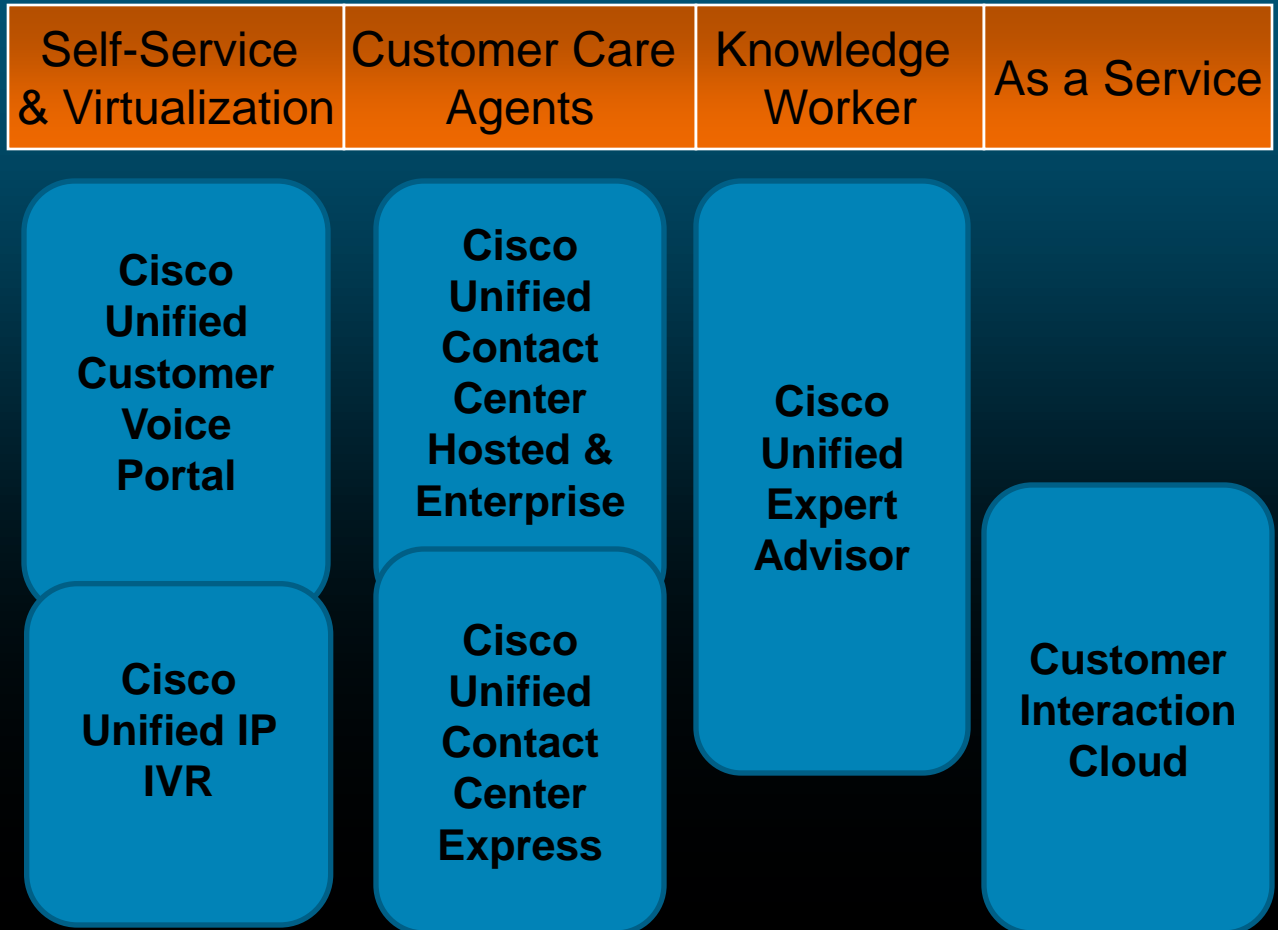 Self-Service
& Virtualization
Customer Care
Agents
Knowledge
Worker
As a Service
Cisco
Unified
Customer
Voice
Portal
Cisco
Unified IP
IVR
Cisco
Unified
Contact
Center
Hosted &
Enterprise
Cisco
Unified
Contact
Center
Express
Cisco
Unified
Expert
Advisor
Customer
Interaction
Cloud